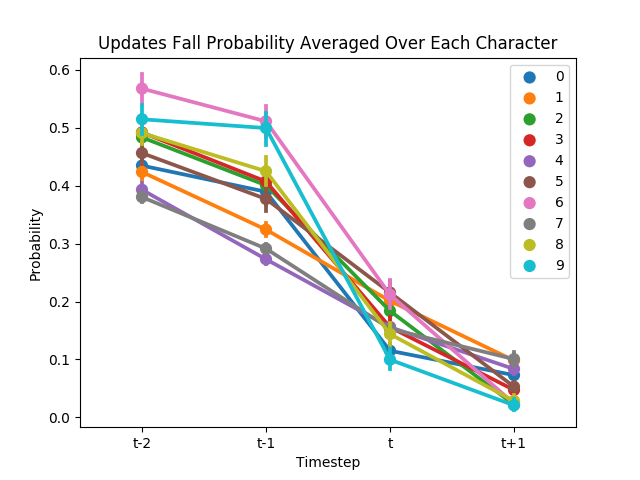 Updates Fall Probability Averaged Over Each Character
0.6
0.5
0.4
0.3
0.2
0.1
0.0
Probability
t-2
t-1
t
t+1
Timestep
0
1
2
3
4
5
6
7
8
9